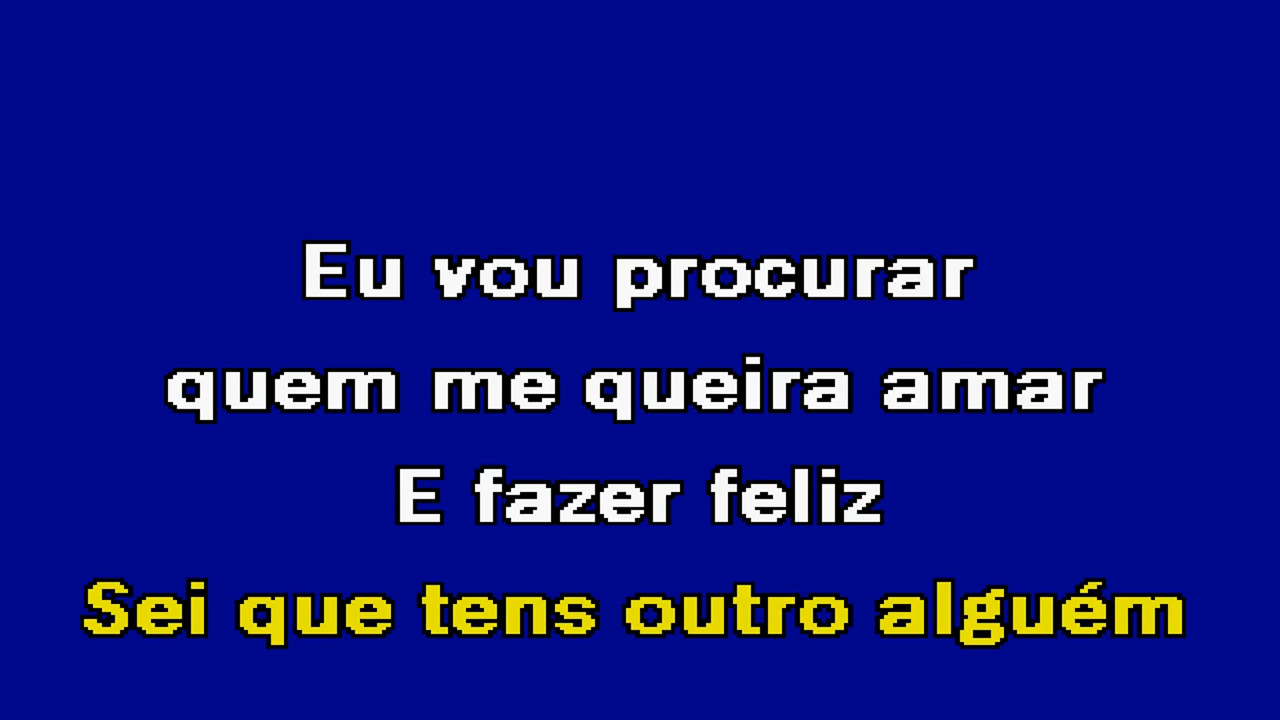 Eu vou procurar
quem me queira amar
E fazer feliz
Sei que tens outro alguém